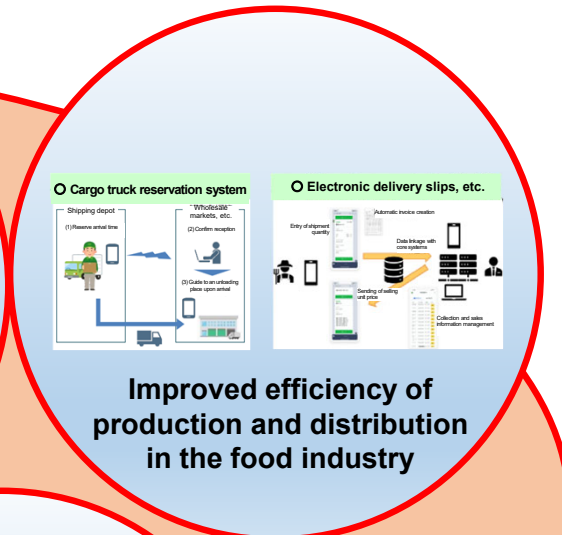 ○ Cargo truck reservation system
Shipping depot
(1) Reserve arrival time
Wholesale
markets, etc.
(2) Confirm reception
(3) Guide to an unloading
place upon arrival
○ Electronic delivery slips, etc.
Automatic invoice creation
Entry of shipment
quantity
Data linkage with
core systems
Sending of selling
unit price
Collection and sales
information management
Improved efficiency of
production and distribution
in the food industry